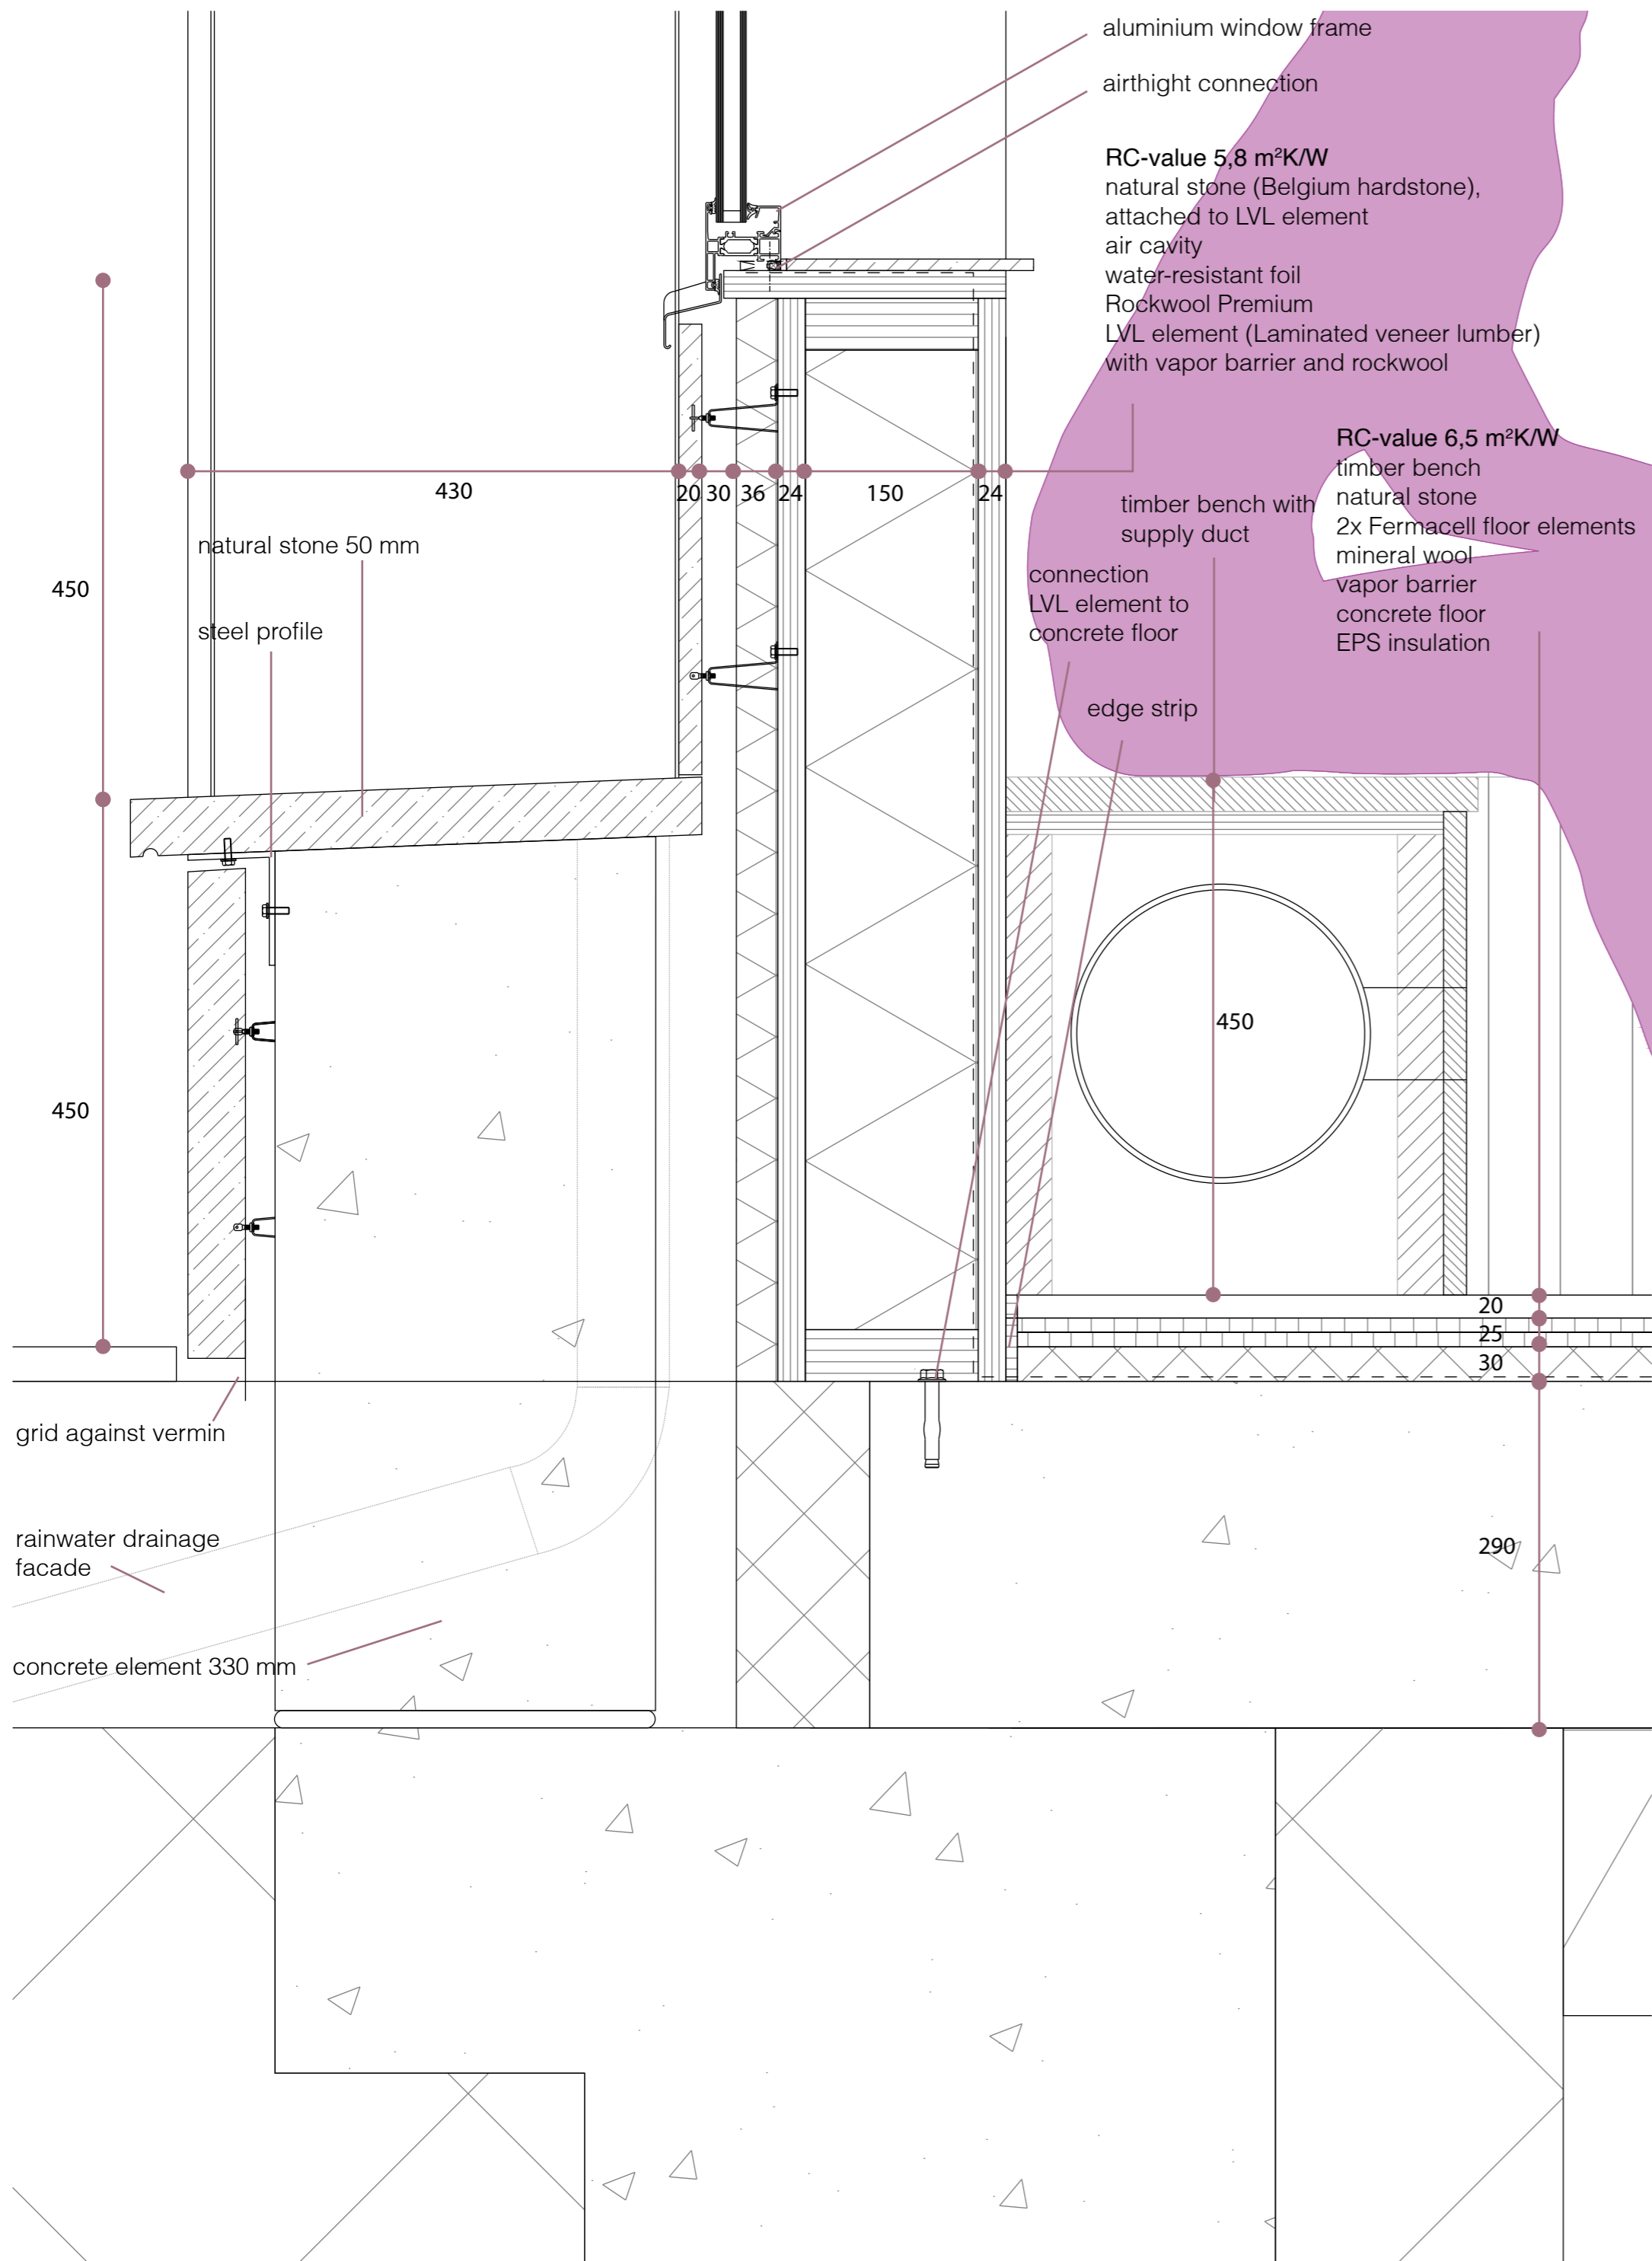 aluminium window frame
airthight connection
RC-value 5,8 m²K/W
natural stone (Belgium hardstone),
attached to LVL element
air cavity
water-resistant foil
Rockwool Premium
LVL element (Laminated veneer lumber)
with vapor barrier and rockwool
RC-value 6,5 m²K/W
timber bench
natural stone
2x Fermacell floor elements
mineral wool
vapor barrier
concrete floor
EPS insulation
430
20
30
36
24
150
24
timber bench with
supply duct
natural stone 50 mm
connection
LVL element to
concrete floor
450
steel profile
edge strip
450
450
20
25
30
grid against vermin
rainwater drainage
facade
290
concrete element 330 mm